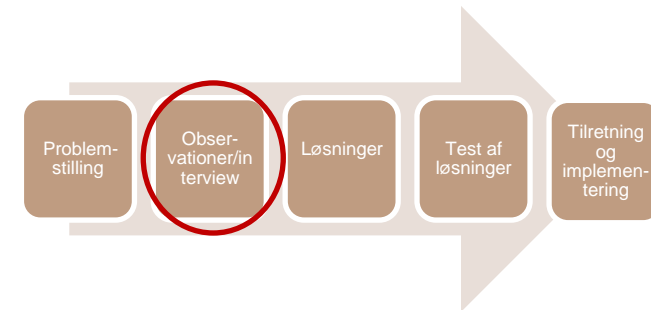 Problem-
stilling
Obser-
vationer/in
terview
Løsninger
Test af
løsninger
Tilretning
og
implemen-
tering